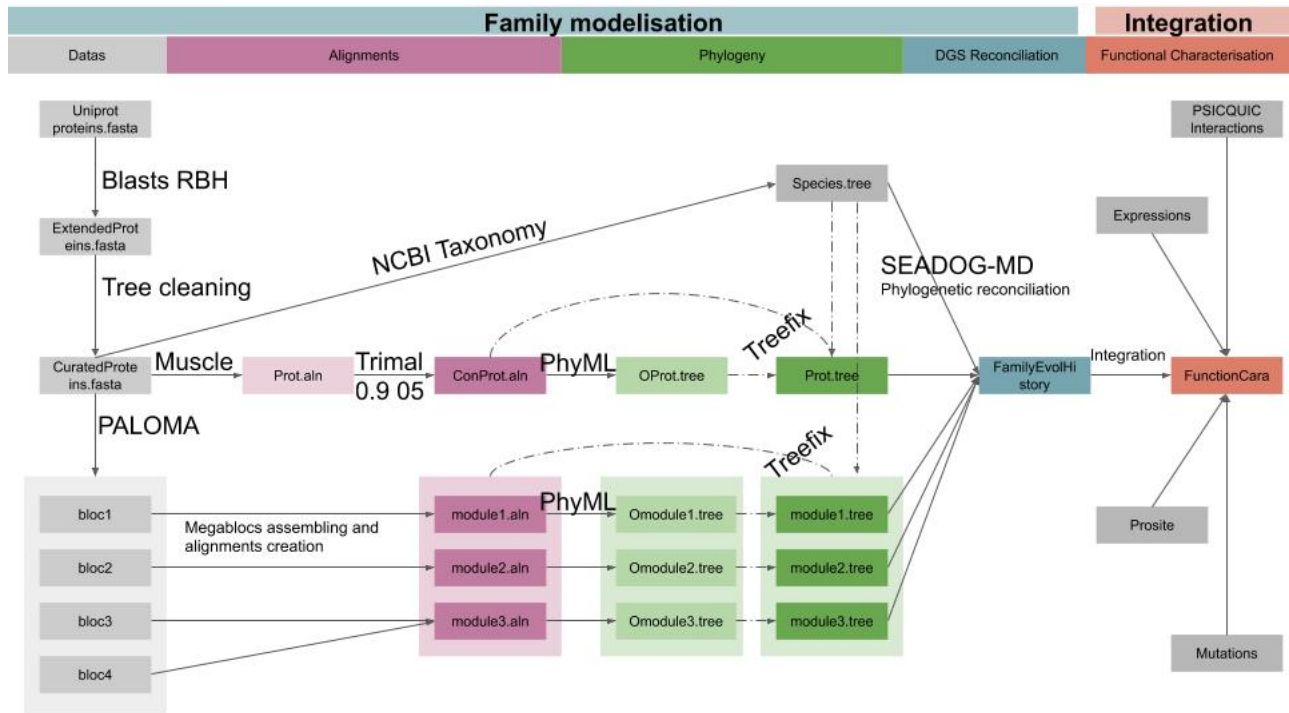 Family modelisation
Integration
Datas
Alignments
Phylogeny
DGS Reconciliation
Functional Characterisation
Uniprot
proteins.fasta
PSICQUIC
Interactions
Blasts RBH
Species.tree
ExtendedProt
eins.fasta
Expressions
NCBI Taxonomy
Tree cleaning
SEADOG-MD
Phylogenetic reconciliation
CuratedProte
ins.fasta
Muscle
Prot.aln
Trimal
0.9 05
ConProt.aln
PhyML
OProt.tree
Treefix
Prot.tree
FamilyEvolHi
story
Integration
FunctionCara
PALOMA
Treefix
bloc1
Megablocs assembling and
alignments creation
module1.aln
PhyML
Omodule1.tree
module1.tree
Prosite
bloc2
module2.aln
Omodule2.tree
module2.tree
bloc3
module3.aln
Omodule3.tree
module3.tree
bloc4
Mutations